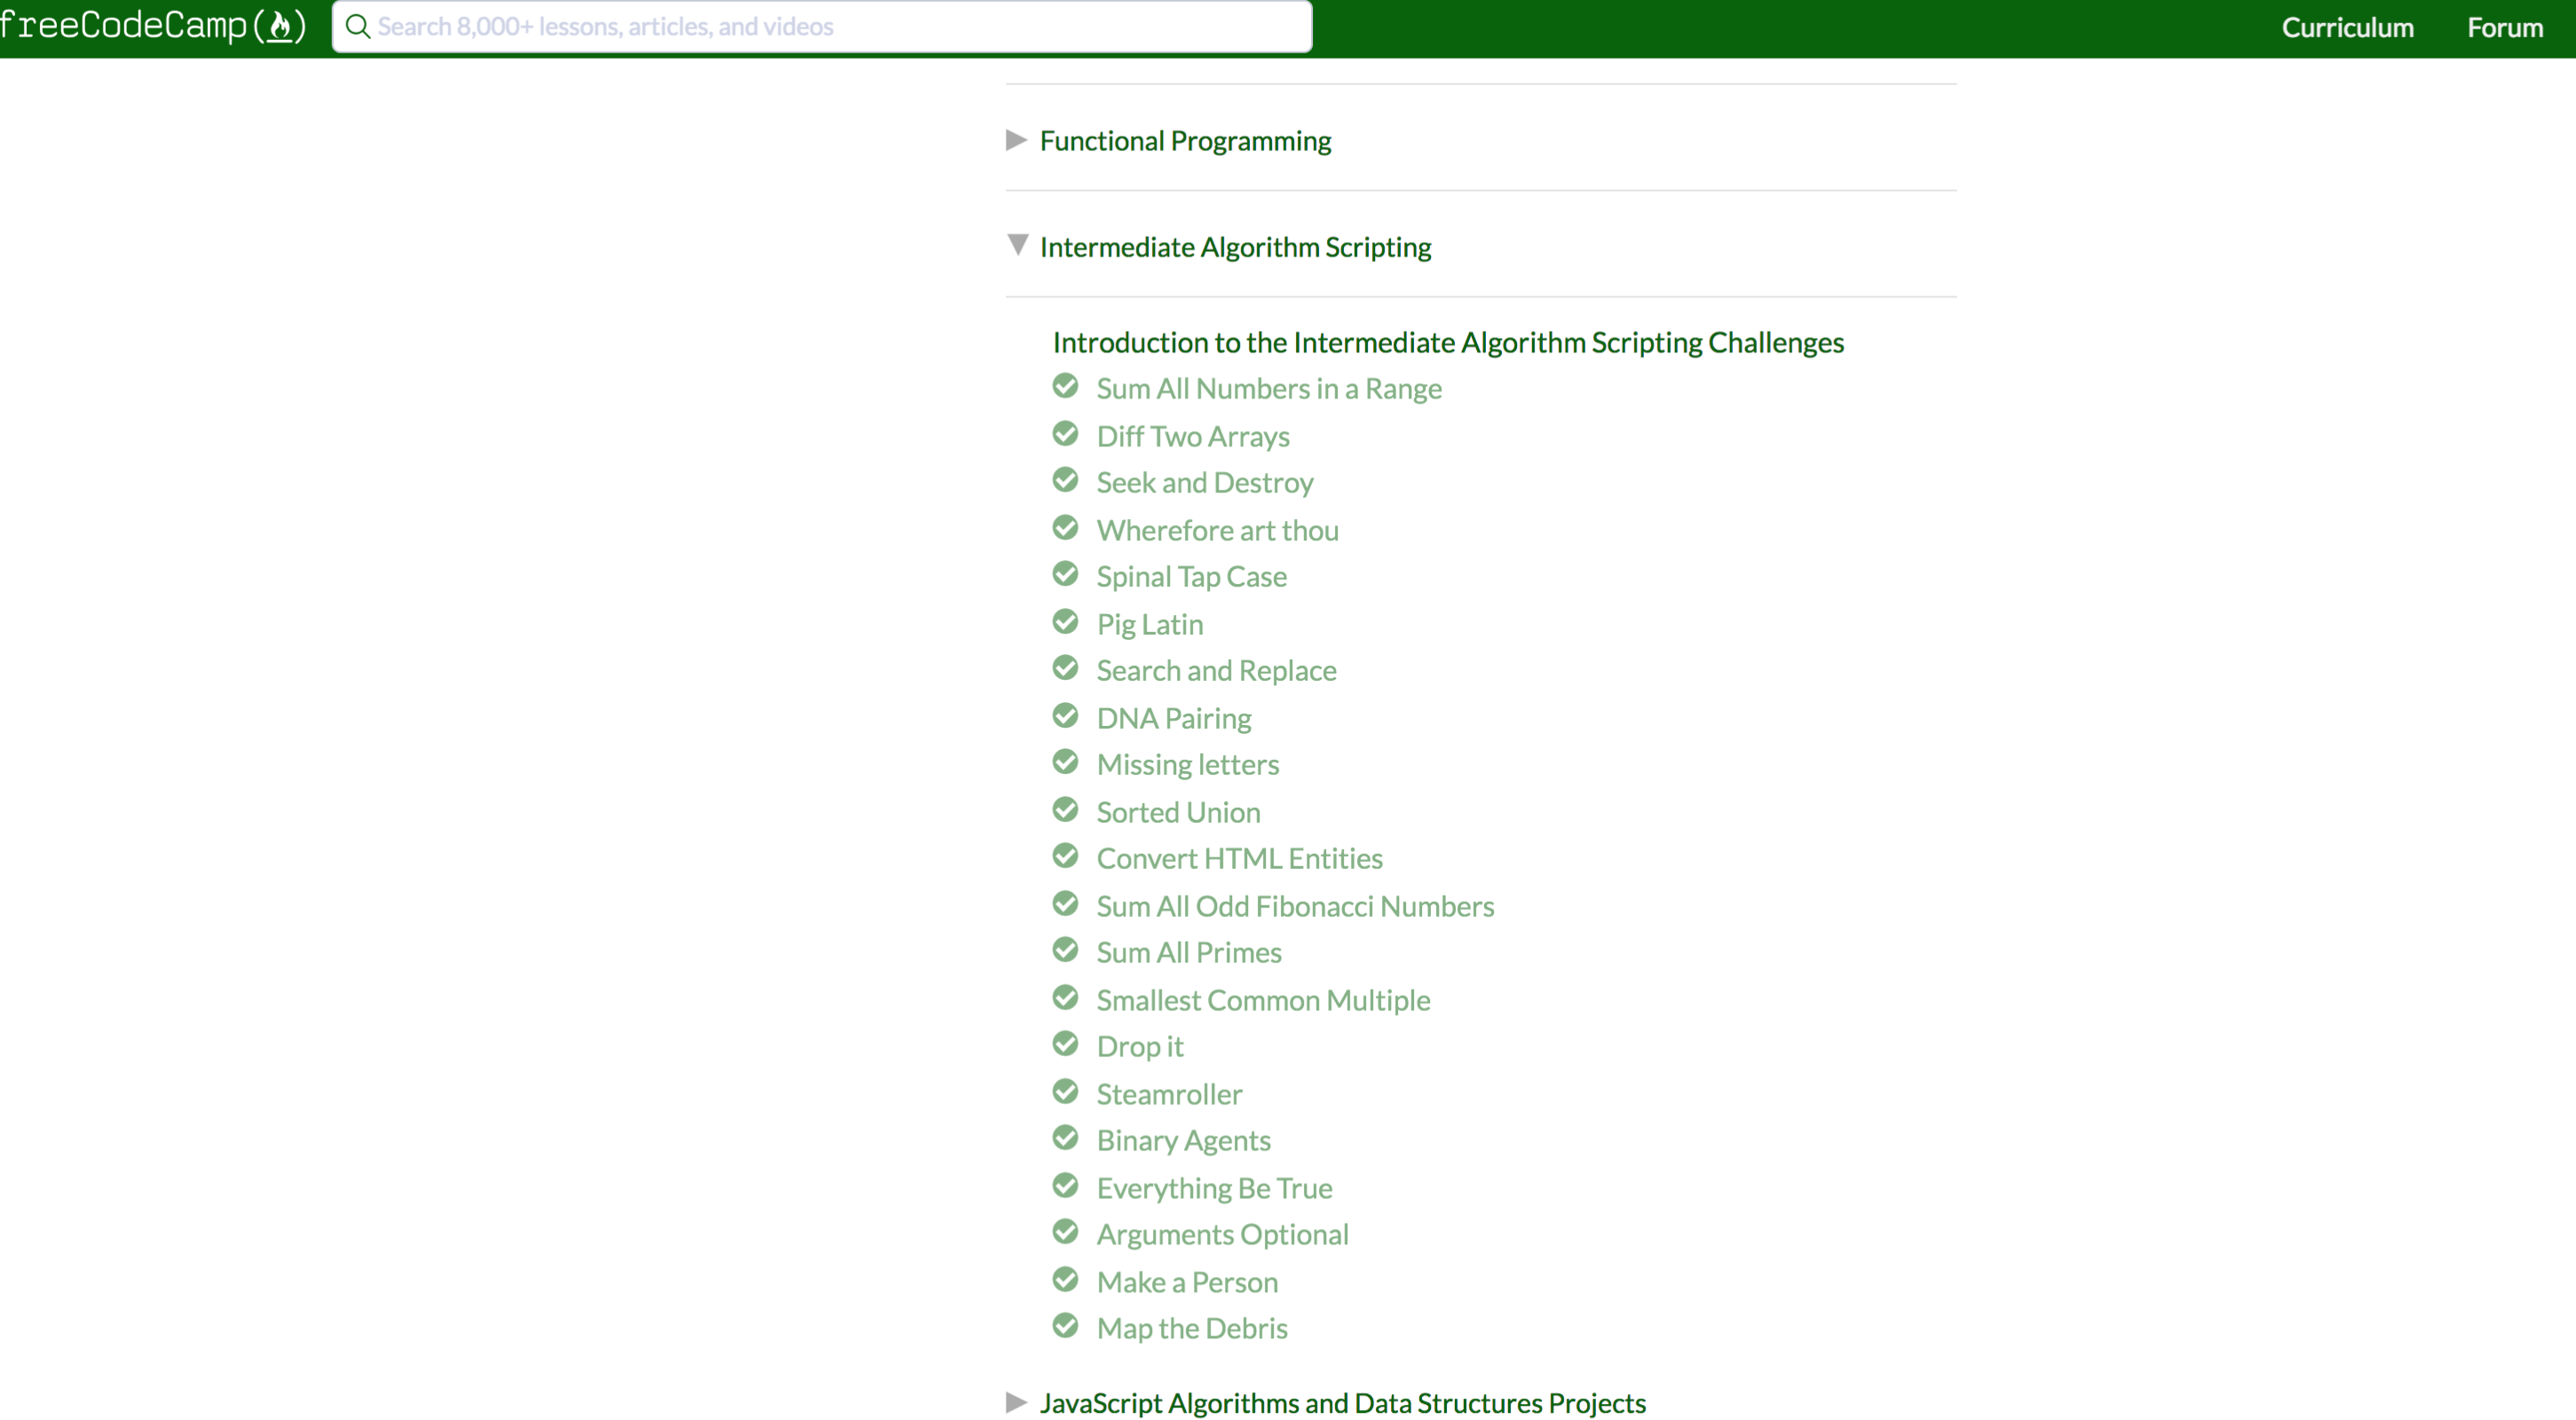 freeCodeCamp
Search 8,000+ lessons, articles, and videos
Curriculum
Forum
Functional Programming
Intermediate Algorithm Scripting
Introduction to the Intermediate Algorithm Scripting Challenges
Sum All Numbers in a Range
Diff Two Arrays
Seek and Destroy
Wherefore art thou
Spinal Tap Case
Pig Latin
Search and Replace
DNA Pairing
Missing letters
Sorted Union
Convert HTML Entities
Sum All Odd Fibonacci Numbers
Sum All Primes
Smallest Common Multiple
Drop it
Steamroller
Binary Agents
Everything Be True
Arguments Optional
Make a Person
Map the Debris
JavaScript Algorithms and Data Structures Projects